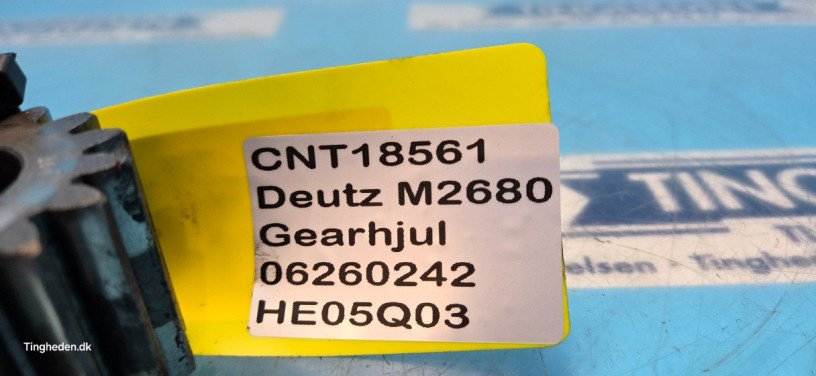 CNT18561
Deutz M2680
Gearhjul
06260242
HE05Q03
Tingheden.dk